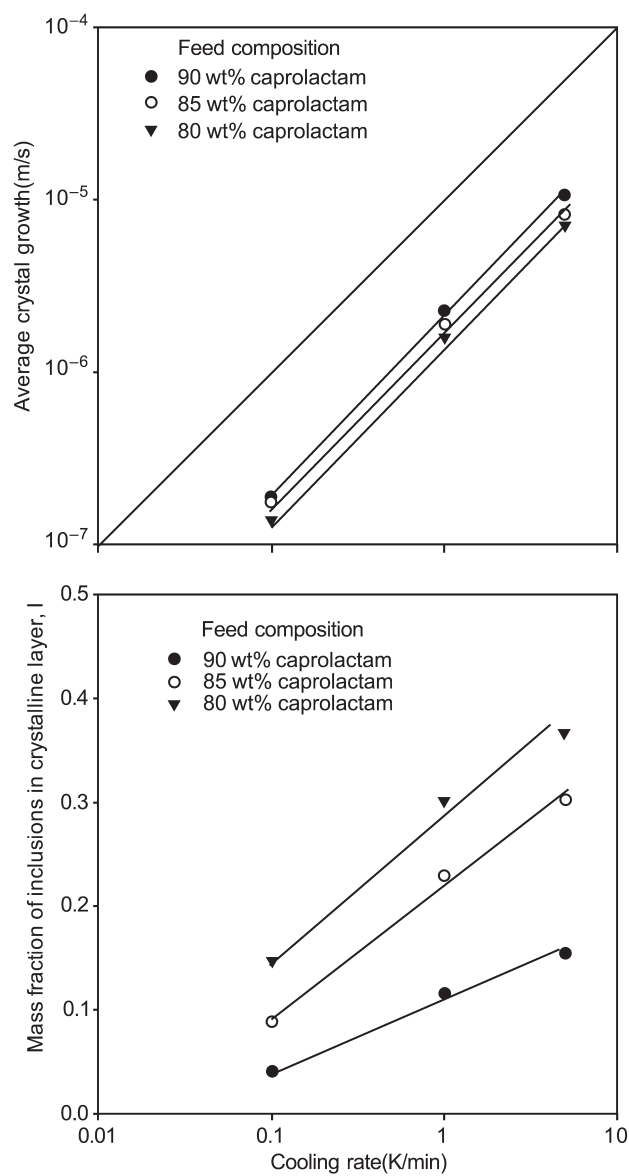 10⁻⁴
Feed composition
90 wt% caprolactam
85 wt% caprolactam
80 wt% caprolactam
10⁻⁵
10⁻⁶
10⁻⁷
Average crystal growth(m/s)
0.5
Feed composition
90 wt% caprolactam
85 wt% caprolactam
80 wt% caprolactam
0.4
0.3
0.2
0.1
0.0
Mass fraction of inclusions in crystalline layer, I
0.01
0.1
1
10
Cooling rate(K/min)